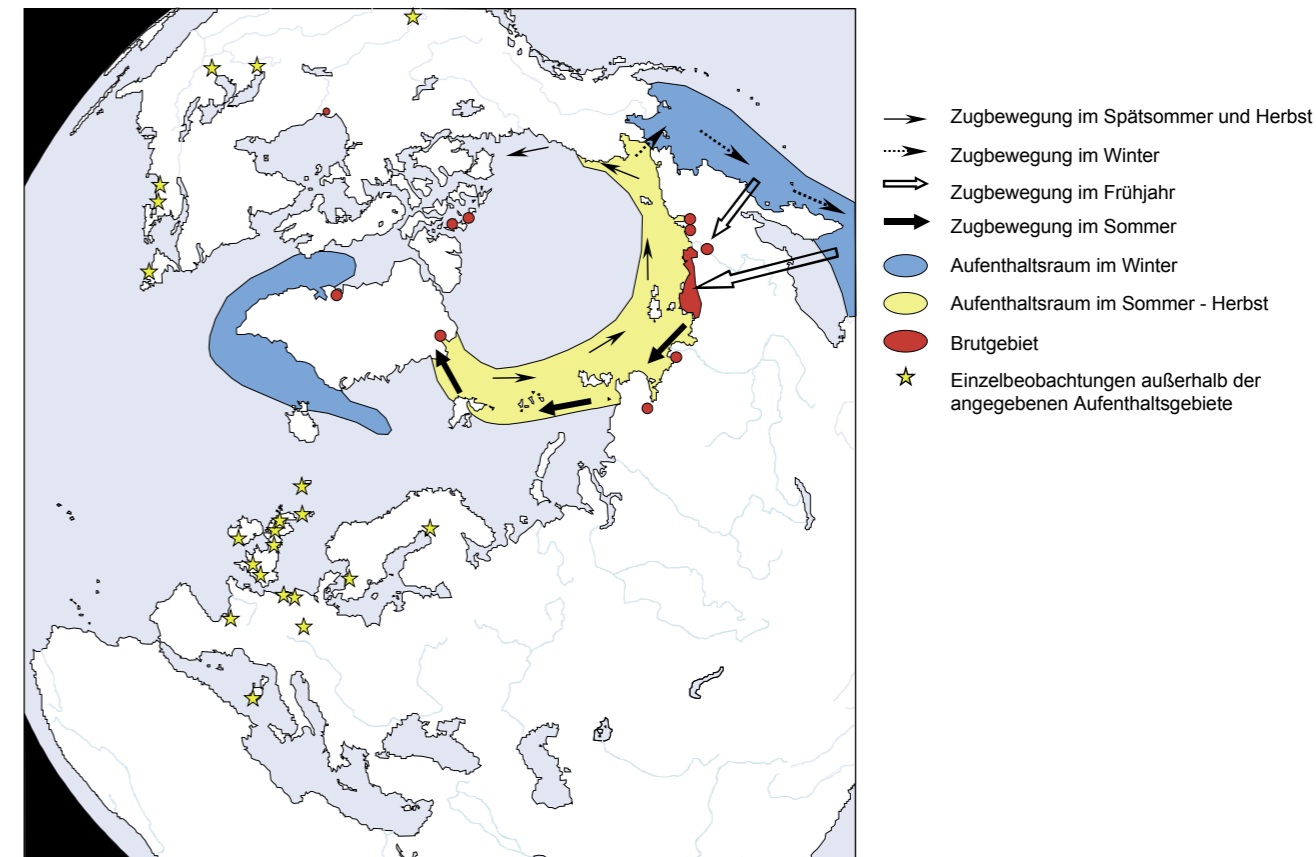 Zugbewegung im Spätsommer und Herbst
Zugbewegung im Winter
Zugbewegung im Frühjahr
Zugbewegung im Sommer
Aufenthaltsraum im Winter
Aufenthaltsraum im Sommer - Herbst
Brutgebiet
Einzelbeobachtungen außerhalb der
angegebenen Aufenthaltsgebiete